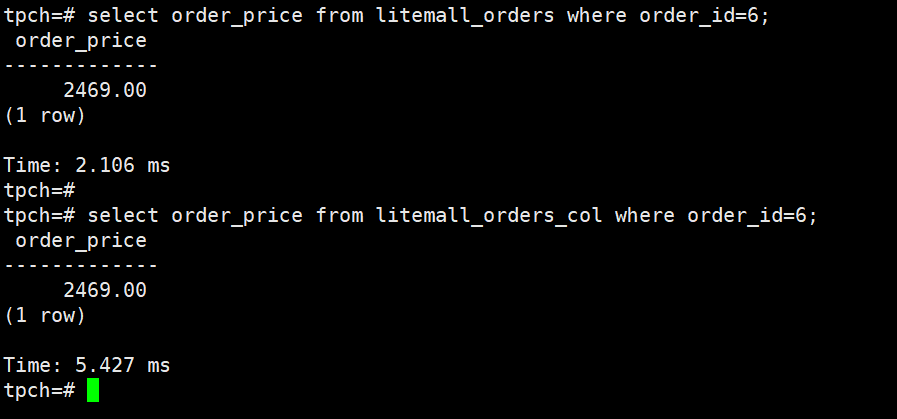 tpch=# select order_price from litemall_orders where order_id=6;
 order_price
-------------
     2469.00
(1 row)

Time: 2.106 ms
tpch=#
tpch=# select order_price from litemall_orders_col where order_id=6;
 order_price
-------------
     2469.00
(1 row)

Time: 5.427 ms
tpch=#